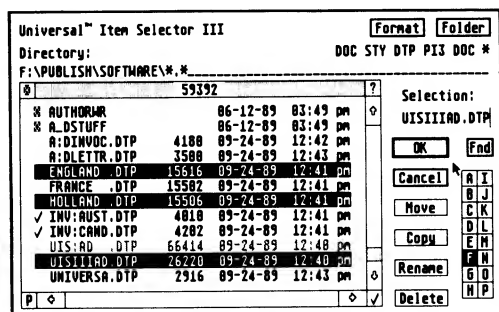 Universal™ Item Selector III
Format Folder
Directory:
DOC STY DTP PI3 DOC *
F:\PUBLISH\SOFTWARE\*.*
59392 ?
AUTHORWR 06-12-89 03:49 pm
A_DSTUFF 06-12-89 03:49 pm
A:DINVOC.DTP 4180 09-24-89 12:42 pm
A:DLETTR.DTP 3500 09-24-89 12:43 pm
ENGLAND .DTP 15616 09-24-89 12:41 pm
FRANCE .DTP 15502 09-24-89 12:41 pm
HOLLAND .DTP 15506 09-24-89 12:41 pm
✓ INV:AUST.DTP 4010 09-24-89 12:41 pm
✓ INV:CAND.DTP 4202 09-24-89 12:41 pm
UIS:AD .DTP 66414 09-24-89 12:40 pm
UISIIIAD.DTP 26220 09-24-89 12:40 pm
UNIVERSA.DTP 2916 09-24-89 12:43 pm
P ✓
Selection:
UISIIIAD.DTP
OK Fnd
Cancel
Move
Copy
Rename
Delete
A I
B J
C K
D L
E M
F N
G O
H P